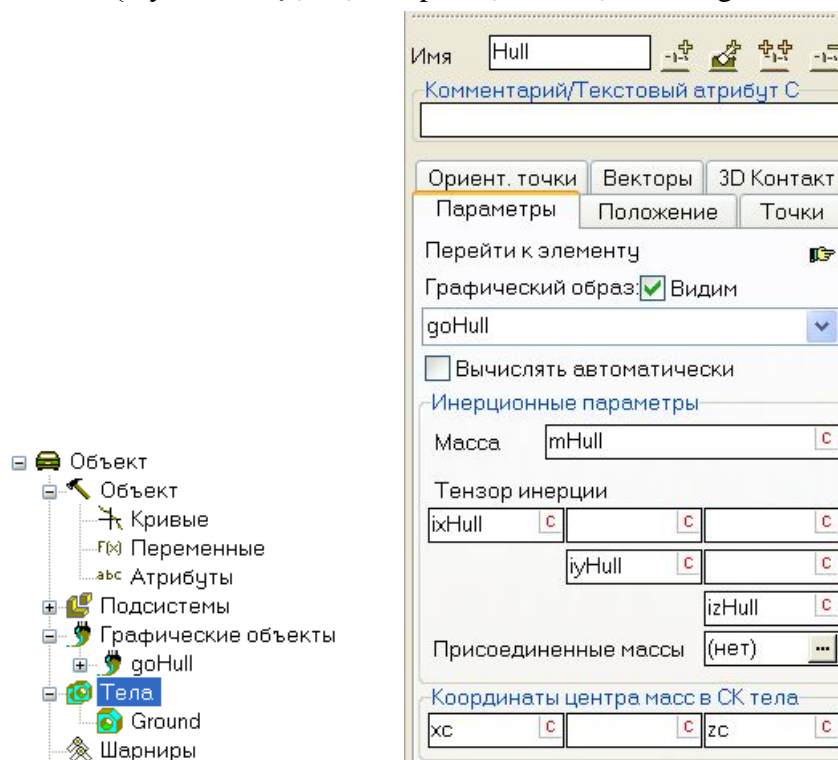 Имя Hull
Комментарий/Текстовый атрибут C
Ориент. точки Векторы 3D Контакт
Параметры Положение Точки
Перейти к элементу
Графический образ: Видим
goHull
Вычислять автоматически
Инерционные параметры
Масса mHull C
Тензор инерции
ixHull C C C
iyHull C C
izHull C
Присоединенные массы (нет) ...
Координаты центра масс в СК тела
xc C C zc C
Объект
Объект
Кривые
F(x) Переменные
abc Атрибуты
Подсистемы
Графические объекты
goHull
Тела
Ground
Шарниры